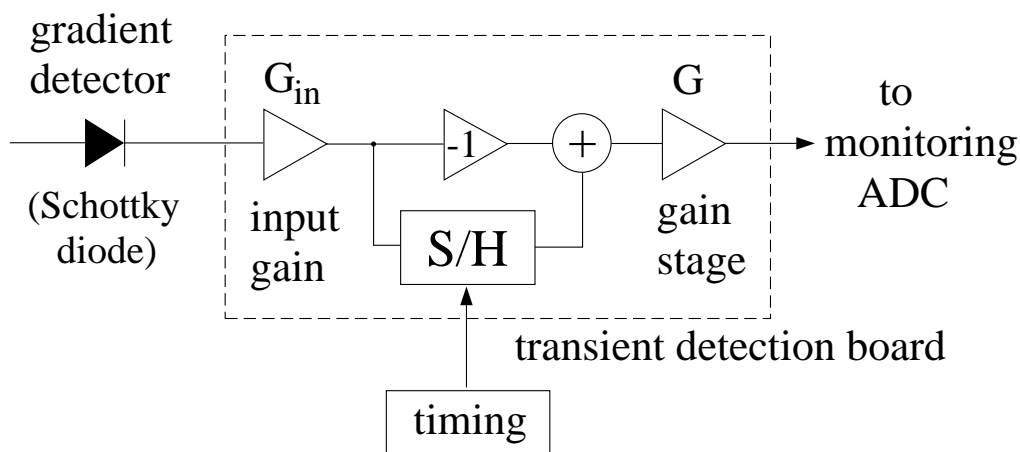 gradient
detector
(Schottky
diode)
G_in
input
gain
-1
+
S/H
G
gain
stage
to
monitoring
ADC
transient detection board
timing